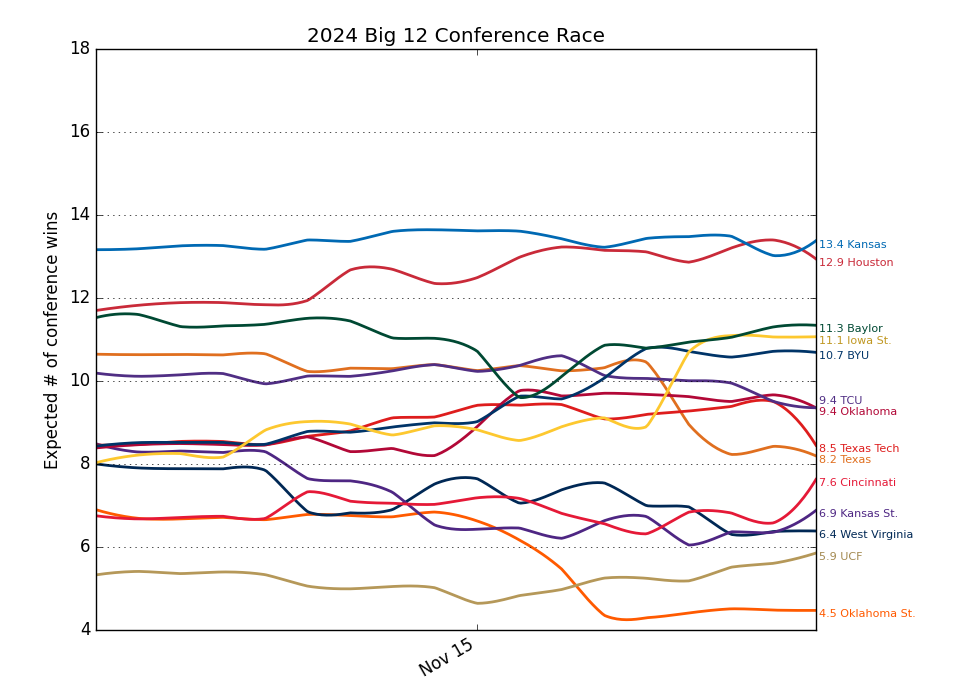 2024 Big 12 Conference Race
Expected # of conference wins
18
16
14
12
10
8
6
4
Nov 15
13.4 Kansas
12.9 Houston
11.3 Baylor
11.1 Iowa St.
10.7 BYU
9.4 TCU
9.4 Oklahoma
8.5 Texas Tech
8.2 Texas
7.6 Cincinnati
6.9 Kansas St.
6.4 West Virginia
5.9 UCF
4.5 Oklahoma St.